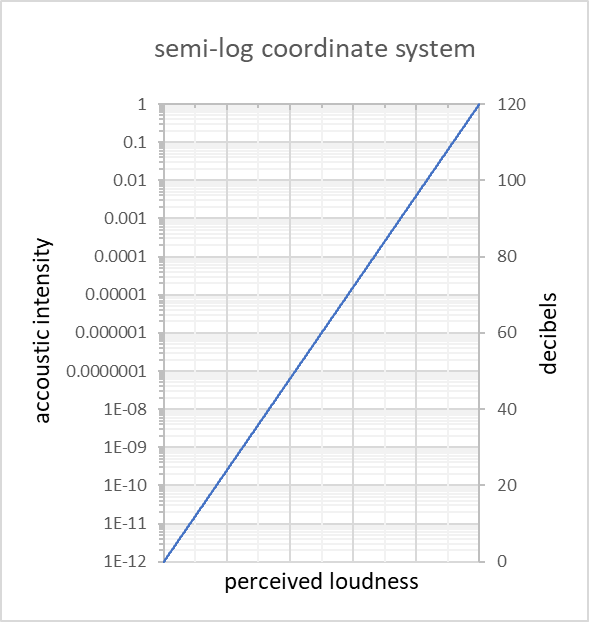 semi-log coordinate system
1
0.1
0.01
0.001
0.0001
0.00001
0.000001
0.0000001
1E-08
1E-09
1E-10
1E-11
1E-12
accoustic intensity
120
100
80
60
40
20
0
decibels
perceived loudness